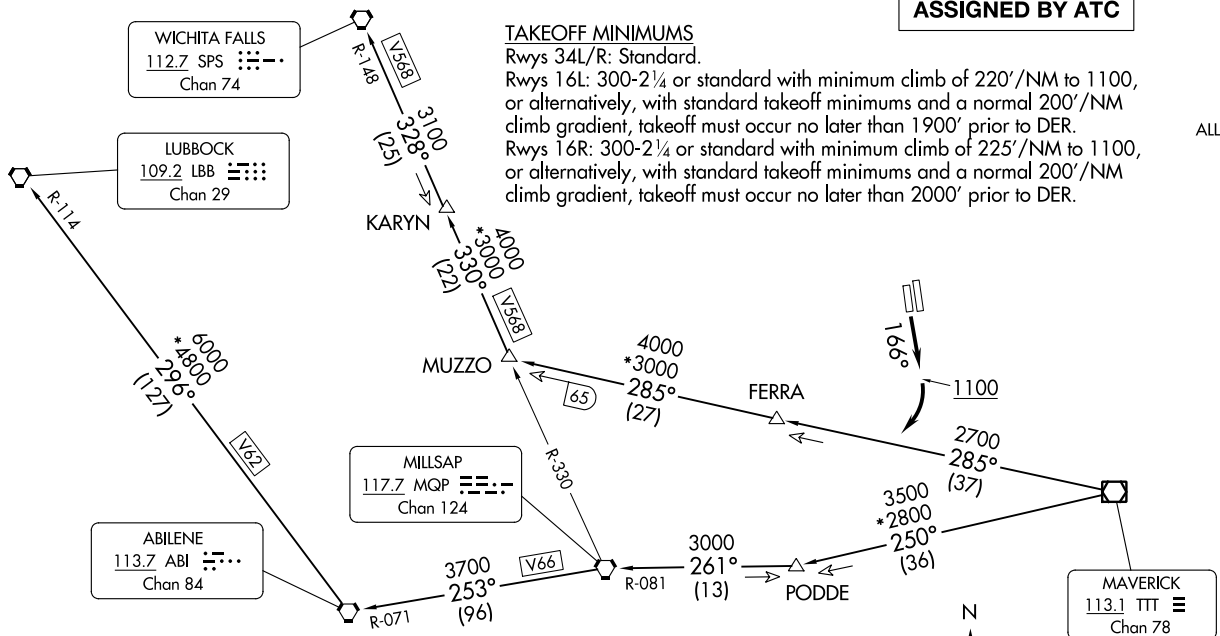 ASSIGNED BY ATC
WICHITA FALLS
112.7 SPS
Chan 74
R-148
V568
3100
328°
(25)
TAKEOFF MINIMUMS
Rwys 34L/R: Standard.
Rwys 16L: 300-2¼ or standard with minimum climb of 220'/NM to 1100,
or alternatively, with standard takeoff minimums and a normal 200'/NM
climb gradient, takeoff must occur no later than 1900' prior to DER.
Rwys 16R: 300-2¼ or standard with minimum climb of 225'/NM to 1100,
or alternatively, with standard takeoff minimums and a normal 200'/NM
climb gradient, takeoff must occur no later than 2000' prior to DER.
ALL
LUBBOCK
109.2 LBB
Chan 29
R-114
KARYN
4000
*3000
330°
(22)
V568
6000
*4800
296°
(127)
V62
MUZZO
65
4000
*3000
285°
(27)
FERRA
166°
1100
2700
285°
(37)
R-330
MILLSAP
117.7 MQP
Chan 124
3500
*2800
250°
(36)
ABILENE
113.7 ABI
Chan 84
R-071
3700
253°
(96)
V66
R-081
3000
261°
(13)
PODDE
MAVERICK
113.1 TTT
Chan 78
N